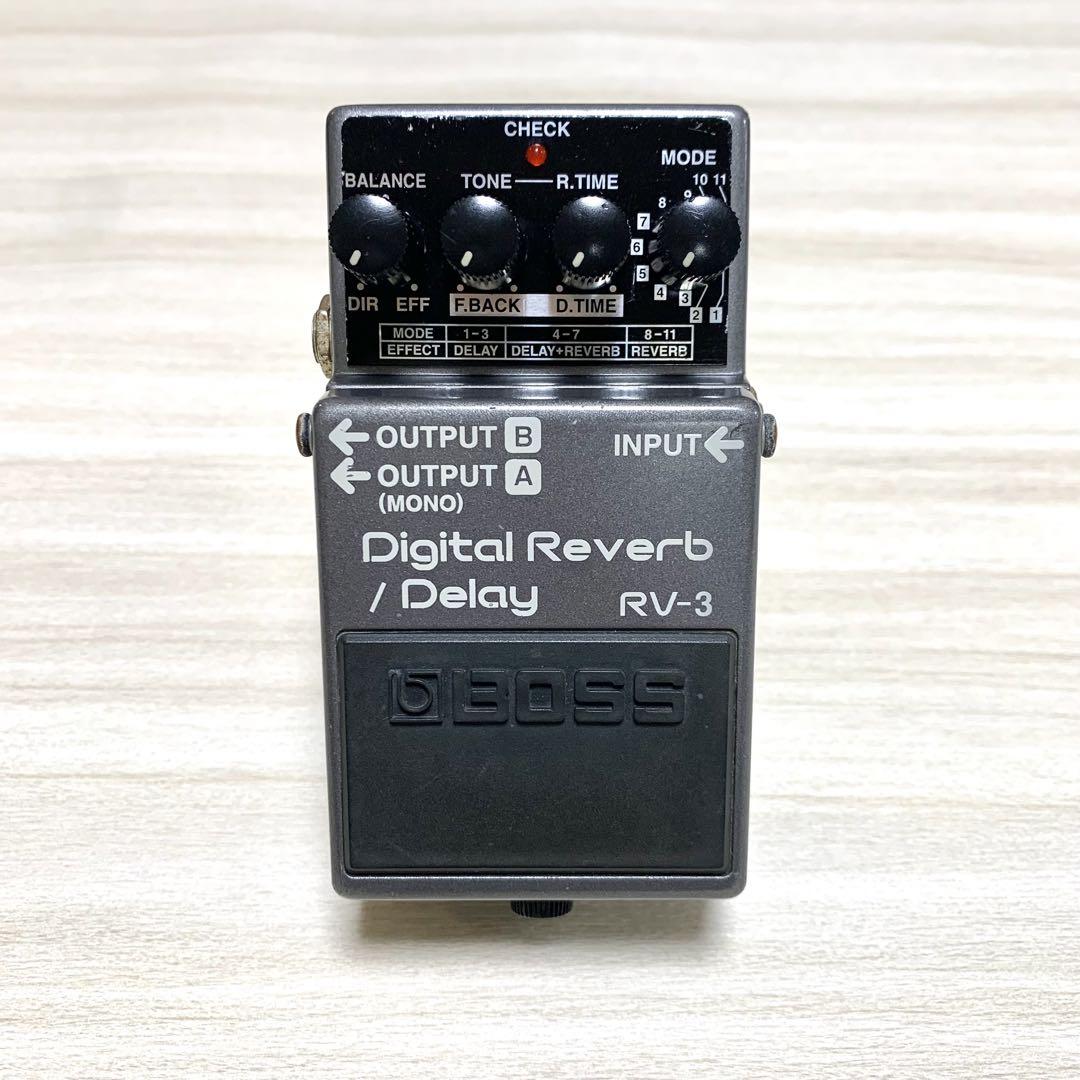 CHECK
MODE
10 11
BALANCE TONE R.TIME
9
8
7
6
5
4
3
2 1
DIR EFF F.BACK D.TIME
MODE 1-3 4-7 8-11
EFFECT DELAY DELAY+REVERB REVERB
OUTPUT B
INPUT
OUTPUT A
(MONO)
Digital Reverb
/ Delay RV-3
BOSS